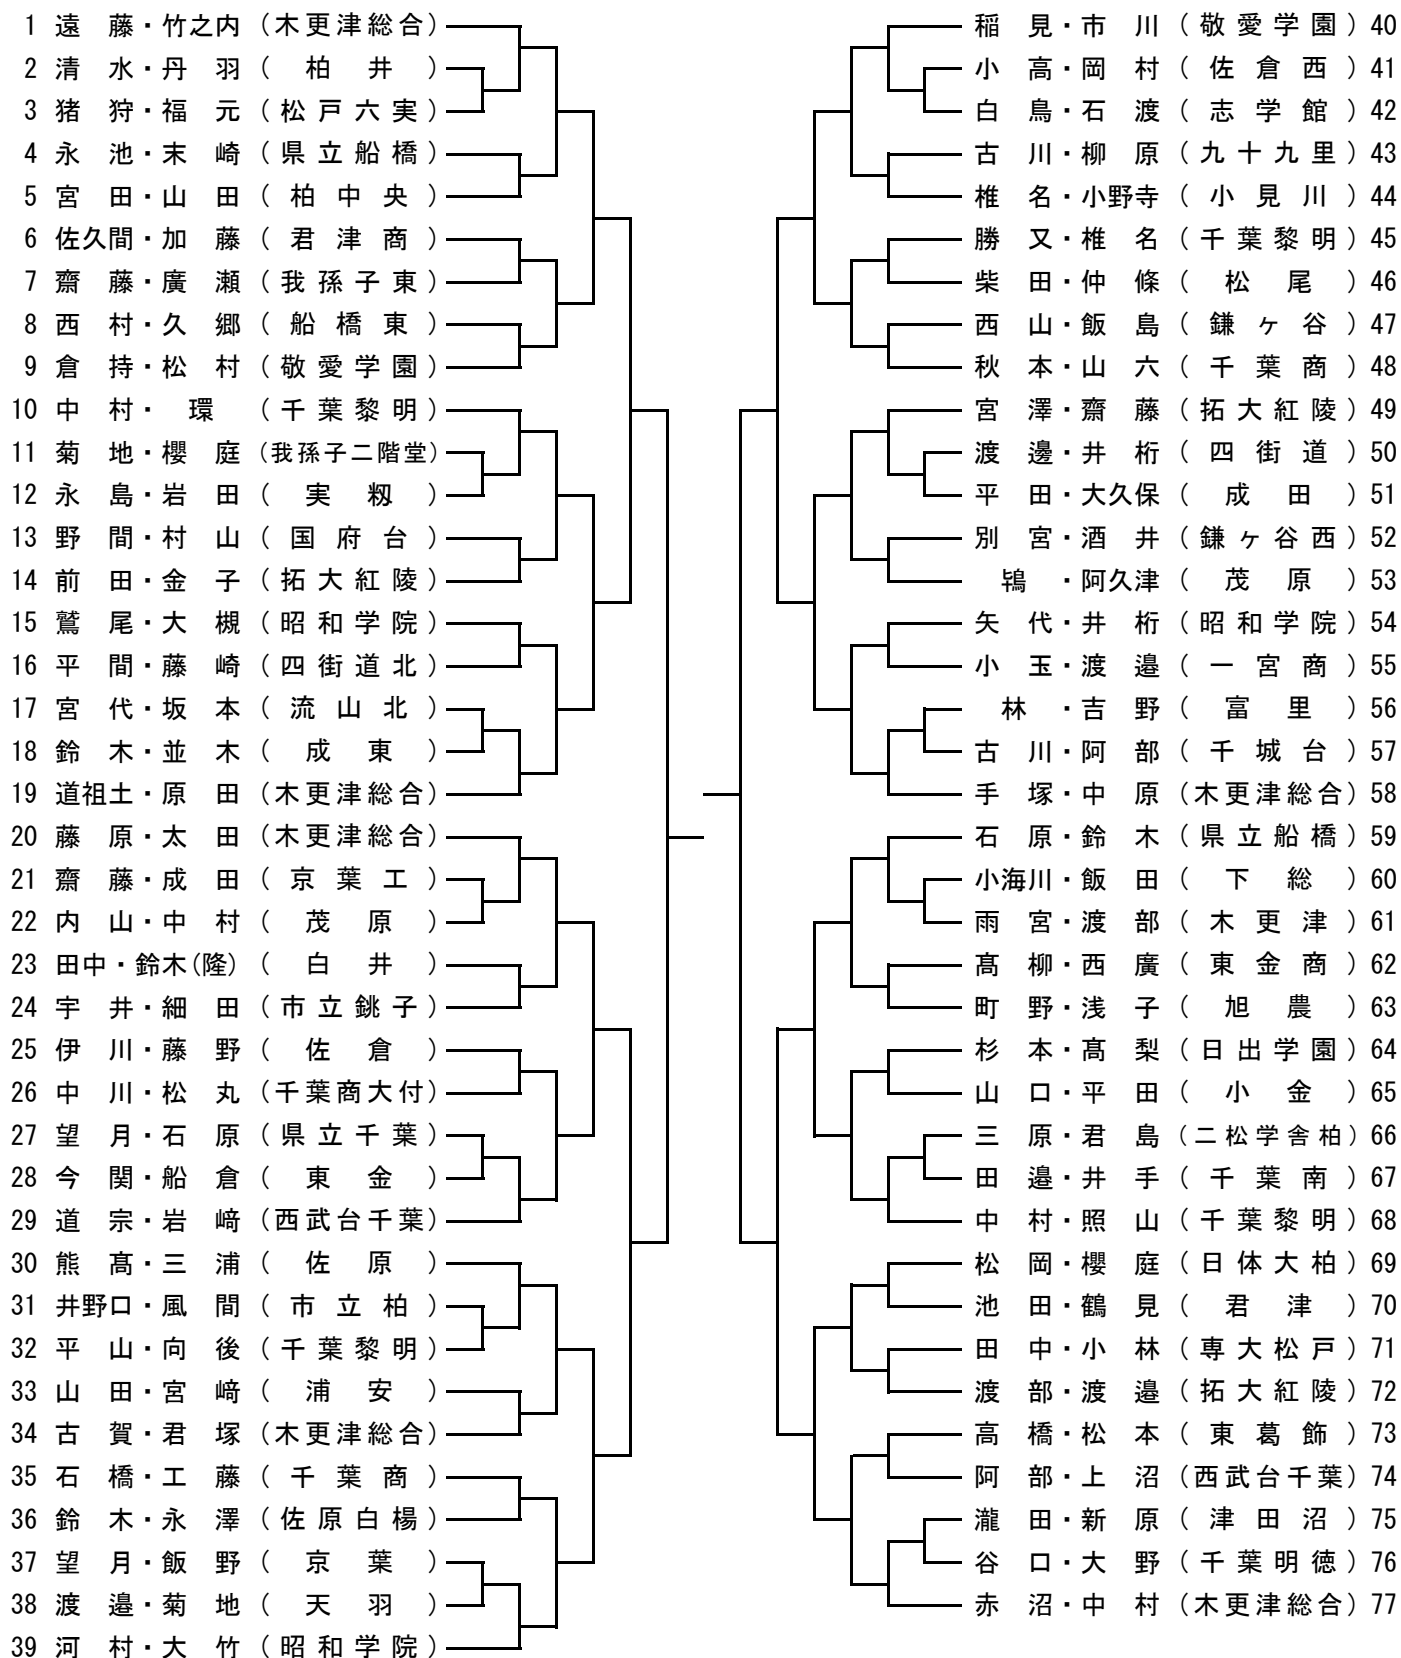 1 遠 藤・竹之内 (木更津総合)
2 清 水・丹 羽 ( 柏 井 )
3 猪 狩・福 元 (松戸六実)
4 永 池・末 崎 (県立船橋)
5 宮 田・山 田 ( 柏 中 央 )
6 佐久間・加 藤 ( 君 津 商 )
7 齋 藤・廣 瀬 (我孫子東)
8 西 村・久 郷 ( 船 橋 東 )
9 倉 持・松 村 (敬愛学園)
10 中 村・ 環 (千葉黎明)
11 菊 地・櫻 庭 (我孫子二階堂)
12 永 島・岩 田 ( 実 籾 )
13 野 間・村 山 ( 国 府 台 )
14 前 田・金 子 (拓大紅陵)
15 鷲 尾・大 槻 (昭和学院)
16 平 間・藤 崎 (四街道北)
17 宮 代・坂 本 ( 流 山 北 )
18 鈴 木・並 木 ( 成 東 )
19 道祖土・原 田 (木更津総合)
20 藤 原・太 田 (木更津総合)
21 齋 藤・成 田 ( 京 葉 工 )
22 内 山・中 村 ( 茂 原 )
23 田中・鈴木(隆) ( 白 井 )
24 宇 井・細 田 (市立銚子)
25 伊 川・藤 野 ( 佐 倉 )
26 中 川・松 丸 (千葉商大付)
27 望 月・石 原 (県立千葉)
28 今 関・船 倉 ( 東 金 )
29 道 宗・岩 﨑 (西武台千葉)
30 熊 髙・三 浦 ( 佐 原 )
31 井野口・風 間 ( 市 立 柏 )
32 平 山・向 後 (千葉黎明)
33 山 田・宮 﨑 ( 浦 安 )
34 古 賀・君 塚 (木更津総合)
35 石 橋・工 藤 ( 千 葉 商 )
36 鈴 木・永 澤 (佐原白楊)
37 望 月・飯 野 ( 京 葉 )
38 渡 邉・菊 地 ( 天 羽 )
39 河 村・大 竹 (昭和学院)
稲 見・市 川 (敬愛学園) 40
小 高・岡 村 ( 佐 倉 西 ) 41
白 鳥・石 渡 ( 志 学 館 ) 42
古 川・柳 原 (九十九里) 43
椎 名・小野寺 ( 小 見 川 ) 44
勝 又・椎 名 (千葉黎明) 45
柴 田・仲 條 ( 松 尾 ) 46
西 山・飯 島 ( 鎌 ヶ 谷 ) 47
秋 本・山 六 ( 千 葉 商 ) 48
宮 澤・齋 藤 (拓大紅陵) 49
渡 邊・井 桁 ( 四 街 道 ) 50
平 田・大久保 ( 成 田 ) 51
別 宮・酒 井 (鎌ヶ谷西) 52
鴇 ・阿久津 ( 茂 原 ) 53
矢 代・井 桁 (昭和学院) 54
小 玉・渡 邉 ( 一 宮 商 ) 55
林 ・吉 野 ( 富 里 ) 56
古 川・阿 部 ( 千 城 台 ) 57
手 塚・中 原 (木更津総合) 58
石 原・鈴 木 (県立船橋) 59
小海川・飯 田 ( 下 総 ) 60
雨 宮・渡 部 ( 木 更 津 ) 61
髙 柳・西 廣 ( 東 金 商 ) 62
町 野・浅 子 ( 旭 農 ) 63
杉 本・髙 梨 (日出学園) 64
山 口・平 田 ( 小 金 ) 65
三 原・君 島 (二松学舎柏) 66
田 邉・井 手 ( 千 葉 南 ) 67
中 村・照 山 (千葉黎明) 68
松 岡・櫻 庭 (日体大柏) 69
池 田・鶴 見 ( 君 津 ) 70
田 中・小 林 (専大松戸) 71
渡 部・渡 邉 (拓大紅陵) 72
高 橋・松 本 ( 東 葛 飾 ) 73
阿 部・上 沼 (西武台千葉) 74
瀧 田・新 原 ( 津 田 沼 ) 75
谷 口・大 野 (千葉明徳) 76
赤 沼・中 村 (木更津総合) 77